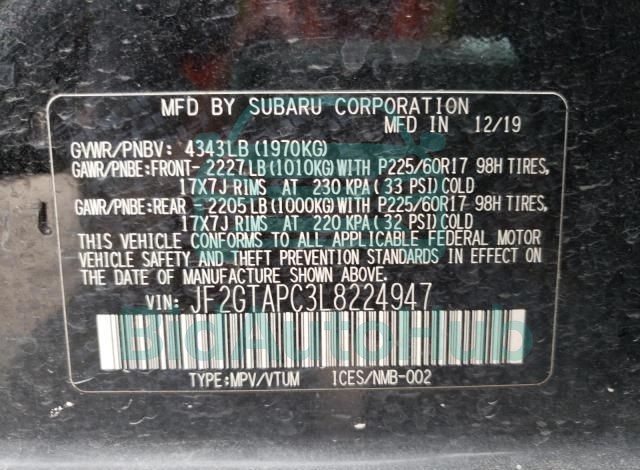 MFD BY SUBARU CORPORATION
MFD IN 12/19
GVWR/PNBV: 4343LB (1970KG)
GAWR/PNBE:FRONT- 2227LB (1010KG) WITH P225/60R17 98H TIRES,
17X7J RIMS AT 230 KPA( 33 PSI) COLD
GAWR/PNBE:REAR - 2205LB (1000KG) WITH P225/60R17 98H TIRES,
17X7J RIMS AT 220 KPA( 32 PSI) COLD
THIS VEHICLE CONFORMS TO ALL APPLICABLE FEDERAL MOTOR
VEHICLE SAFETY AND THEFT PREVENTION STANDARDS IN EFFECT ON
THE DATE OF MANUFACTURE SHOWN ABOVE.
VIN: JF2GTAPC3L8224947
BidAutoHub
TYPE:MPV/VTUM ICES/NMB-002